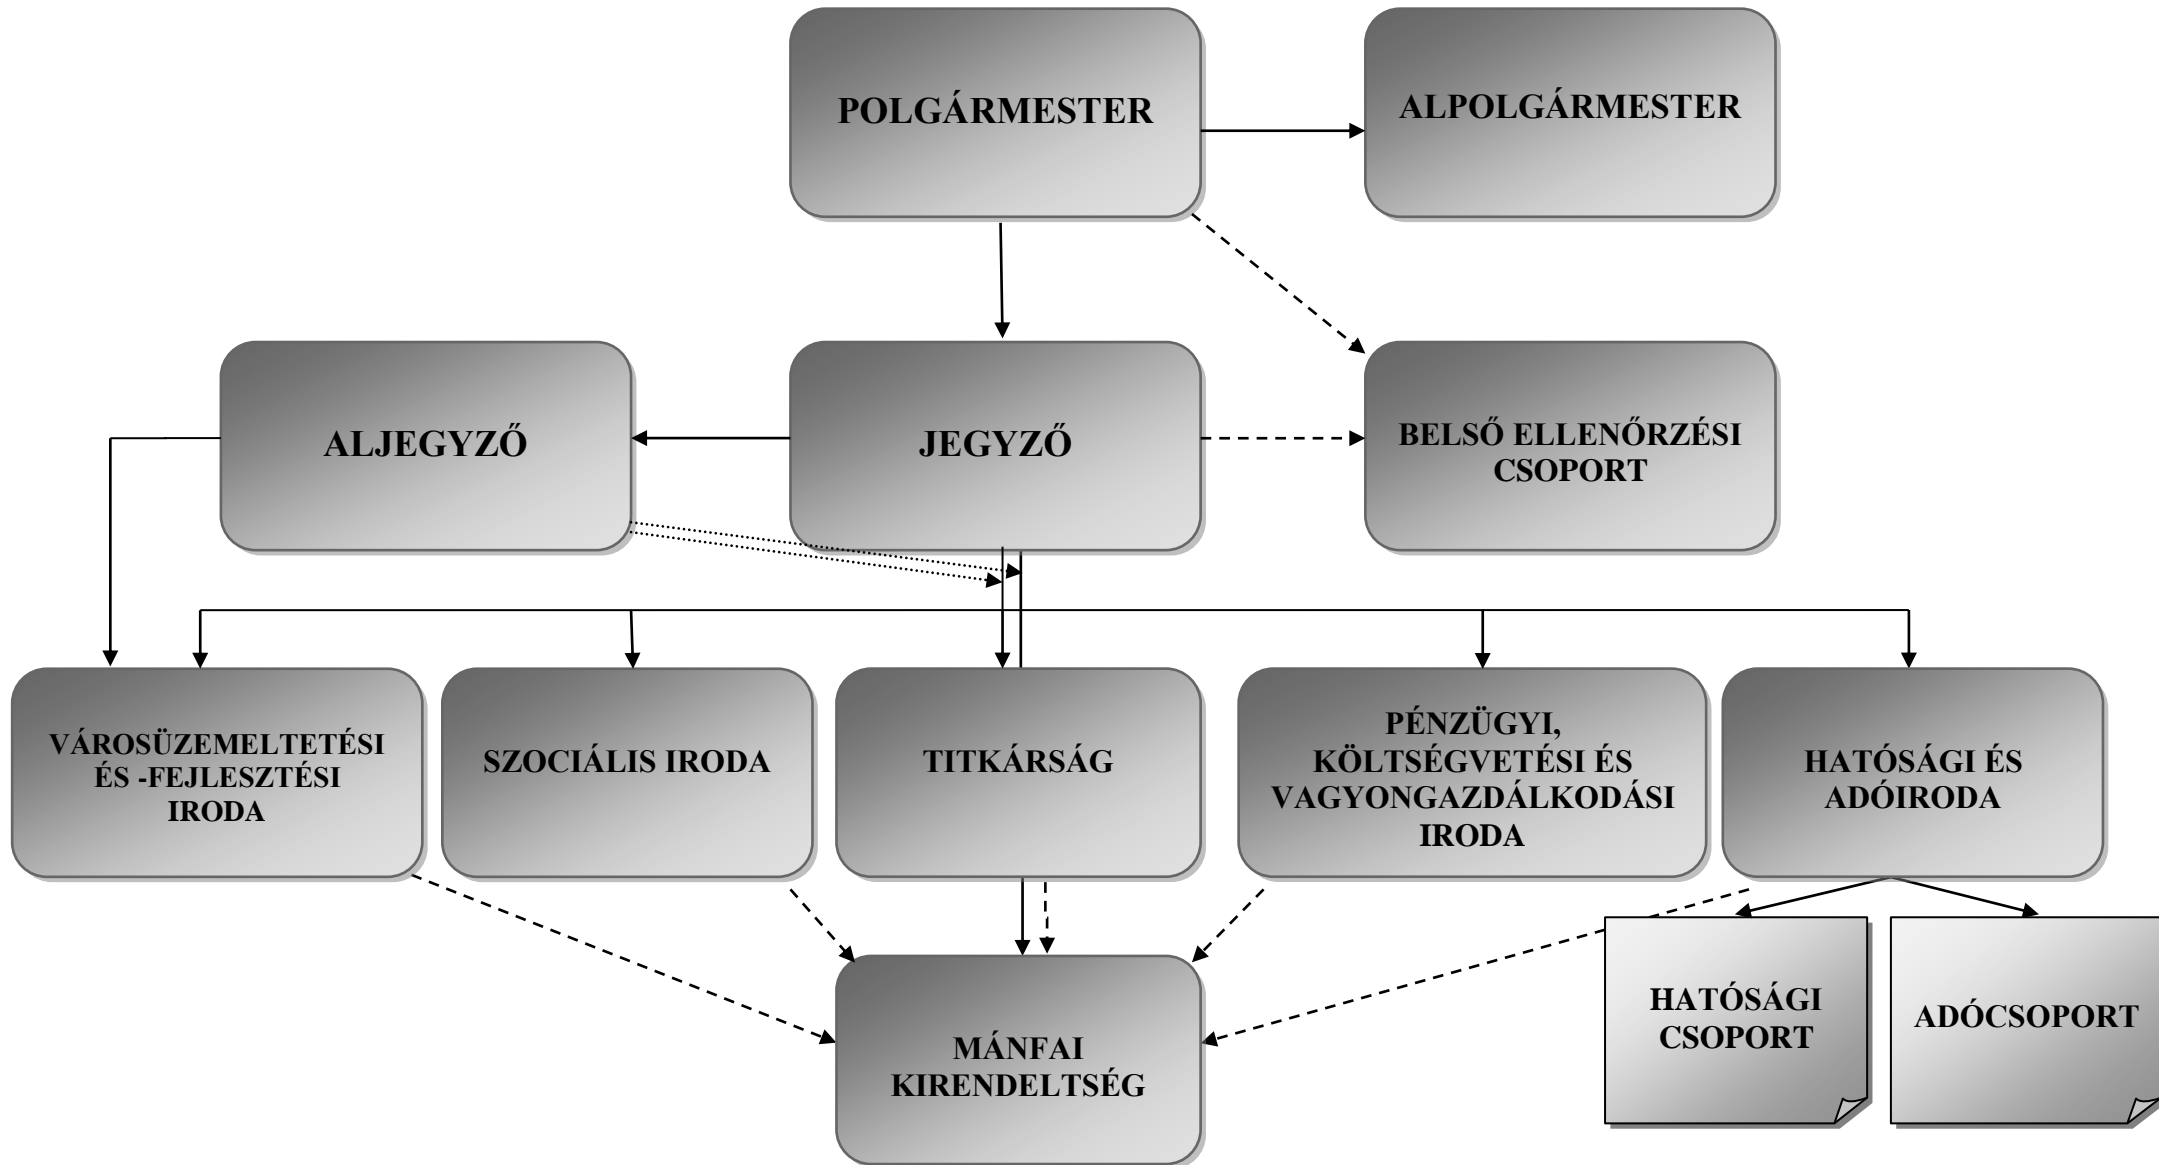 POLGÁRMESTER
ALPOLGÁRMESTER
ALJEGYZŐ
JEGYZŐ
BELSŐ ELLENŐRZÉSI
CSOPORT
VÁROSÜZEMELTETÉSI
ÉS -FEJLESZTÉSI
IRODA
SZOCIÁLIS IRODA
TITKÁRSÁG
PÉNZÜGYI,
KÖLTSÉGVETÉSI ÉS
VAGYONGAZDÁLKODÁSI
IRODA
HATÓSÁGI ÉS
ADÓIRODA
MÁNFAI
KIRENDELTSÉG
HATÓSÁGI
CSOPORT
ADÓCSOPORT